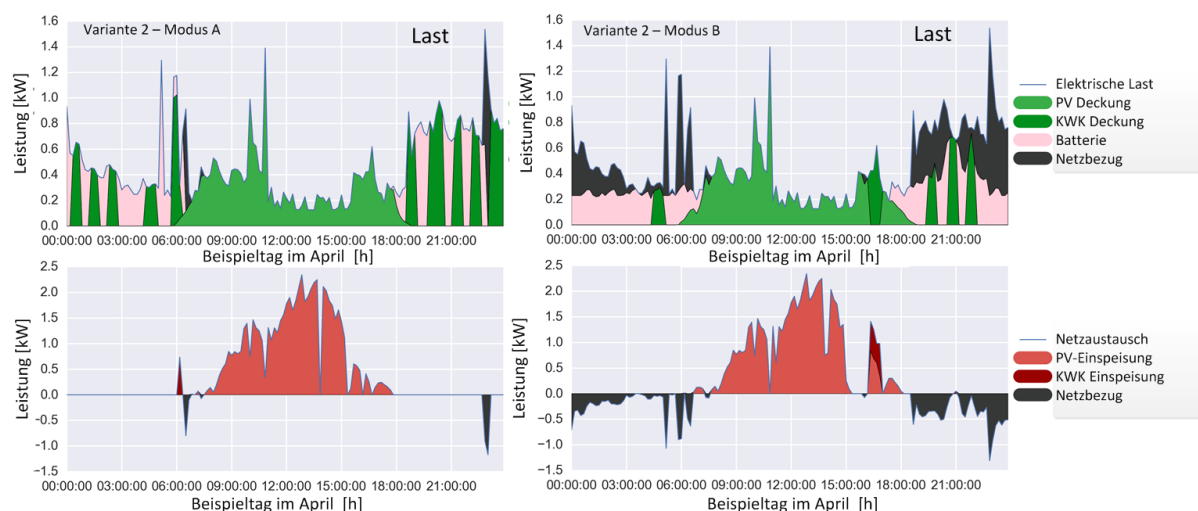 Variante 2 – Modus A
Last
Leistung [kW]
1.6
1.4
1.2
1.0
0.8
0.6
0.4
0.2
0.0
00:00:00 03:00:00 06:00:00 09:00:00 11:00:00 15:00:00 18:00:00 21:00:00
Beispieltag im April [h]
Variante 2 – Modus B
Last
Leistung [kW]
1.6
1.4
1.2
1.0
0.8
0.6
0.4
0.2
0.0
00:00:00 03:00:00 06:00:00 09:00:00 11:00:00 15:00:00 18:00:00 21:00:00
Beispieltag im April [h]
Elektrische Last
PV Deckung
KWK Deckung
Batterie
Netzbezug
Leistung [kW]
2.5
2.0
1.5
1.0
0.5
0.0
−0.5
−1.0
−1.5
00:00:00 03:00:00 06:00:00 09:00:00 11:00:00 15:00:00 18:00:00 21:00:00
Beispieltag im April [h]
Leistung [kW]
2.5
2.0
1.5
1.0
0.5
0.0
−0.5
−1.0
−1.5
00:00:00 03:00:00 06:00:00 09:00:00 11:00:00 15:00:00 18:00:00 21:00:00
Beispieltag im April [h]
Netzaustausch
PV-Einspeisung
KWK Einspeisung
Netzbezug